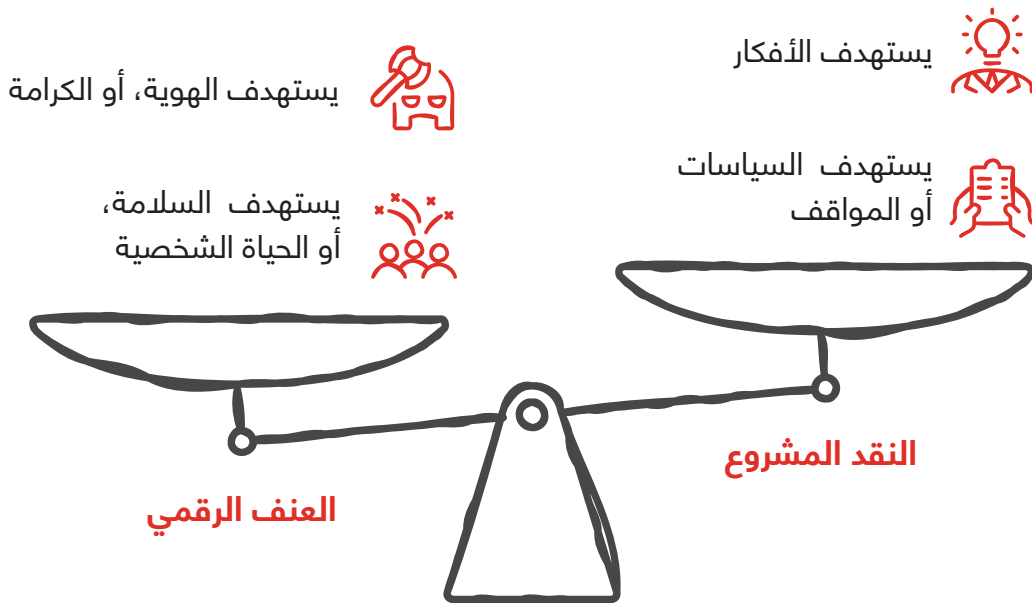 يستهدف الأفكار
يستهدف السياسات
أو المواقف
النقد المشروع
يستهدف الهوية، أو الكرامة
يستهدف السلامة،
أو الحياة الشخصية
العنف الرقمي